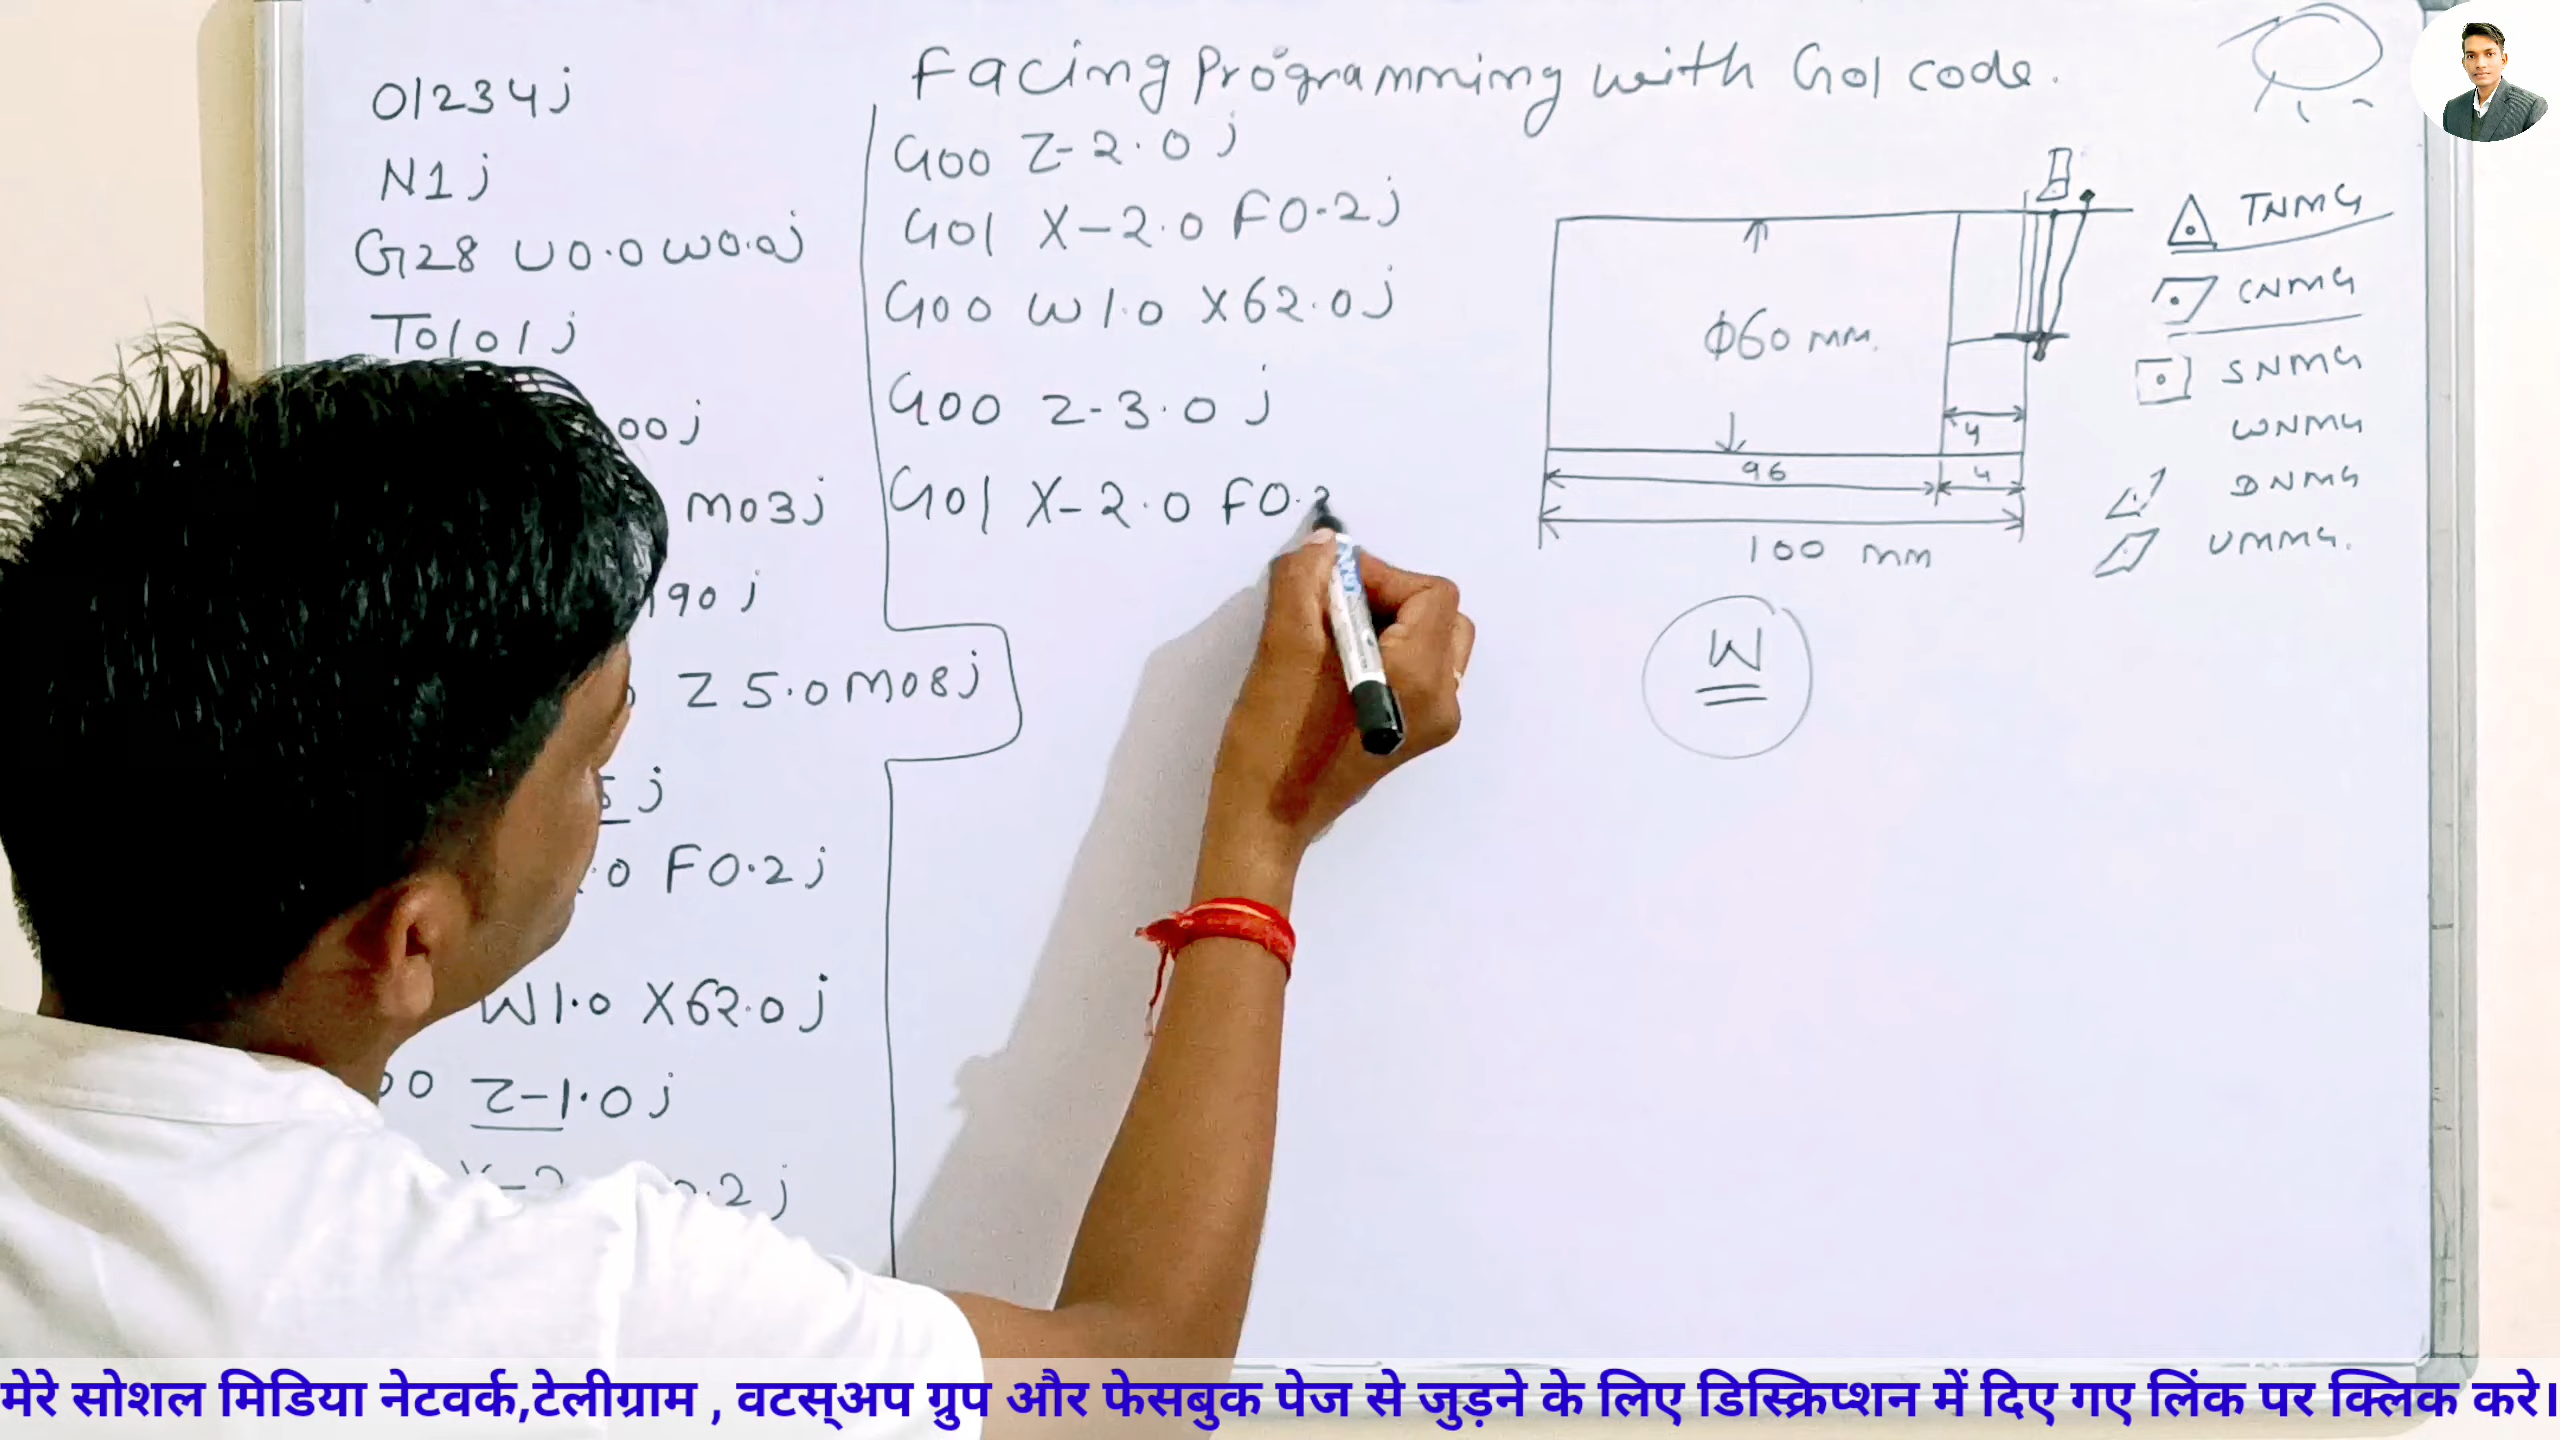 Facing Programming with G01 code.
O1234;
N1;
G28 U0.0 W0.0;
T0101;
00;
M03;
90;
Z5.0 M08;
;
.0 F0.2;
W1.0 X62.0;
Z-1.0;
.2;
G00 Z-2.0;
G01 X-2.0 F0.2;
G00 W1.0 X62.0;
G00 Z-3.0;
G01 X-2.0 F0.2
Φ60 mm.
4
96
4
100 mm
W
TNMG
CNMG
SNMG
WNMG
DNMG
VMMG.
मेरे सोशल मिडिया नेटवर्क,टेलीग्राम , वटस्अप ग्रुप और फेसबुक पेज से जुड़ने के लिए डिस्क्रिप्शन में दिए गए लिंक पर क्लिक करे।